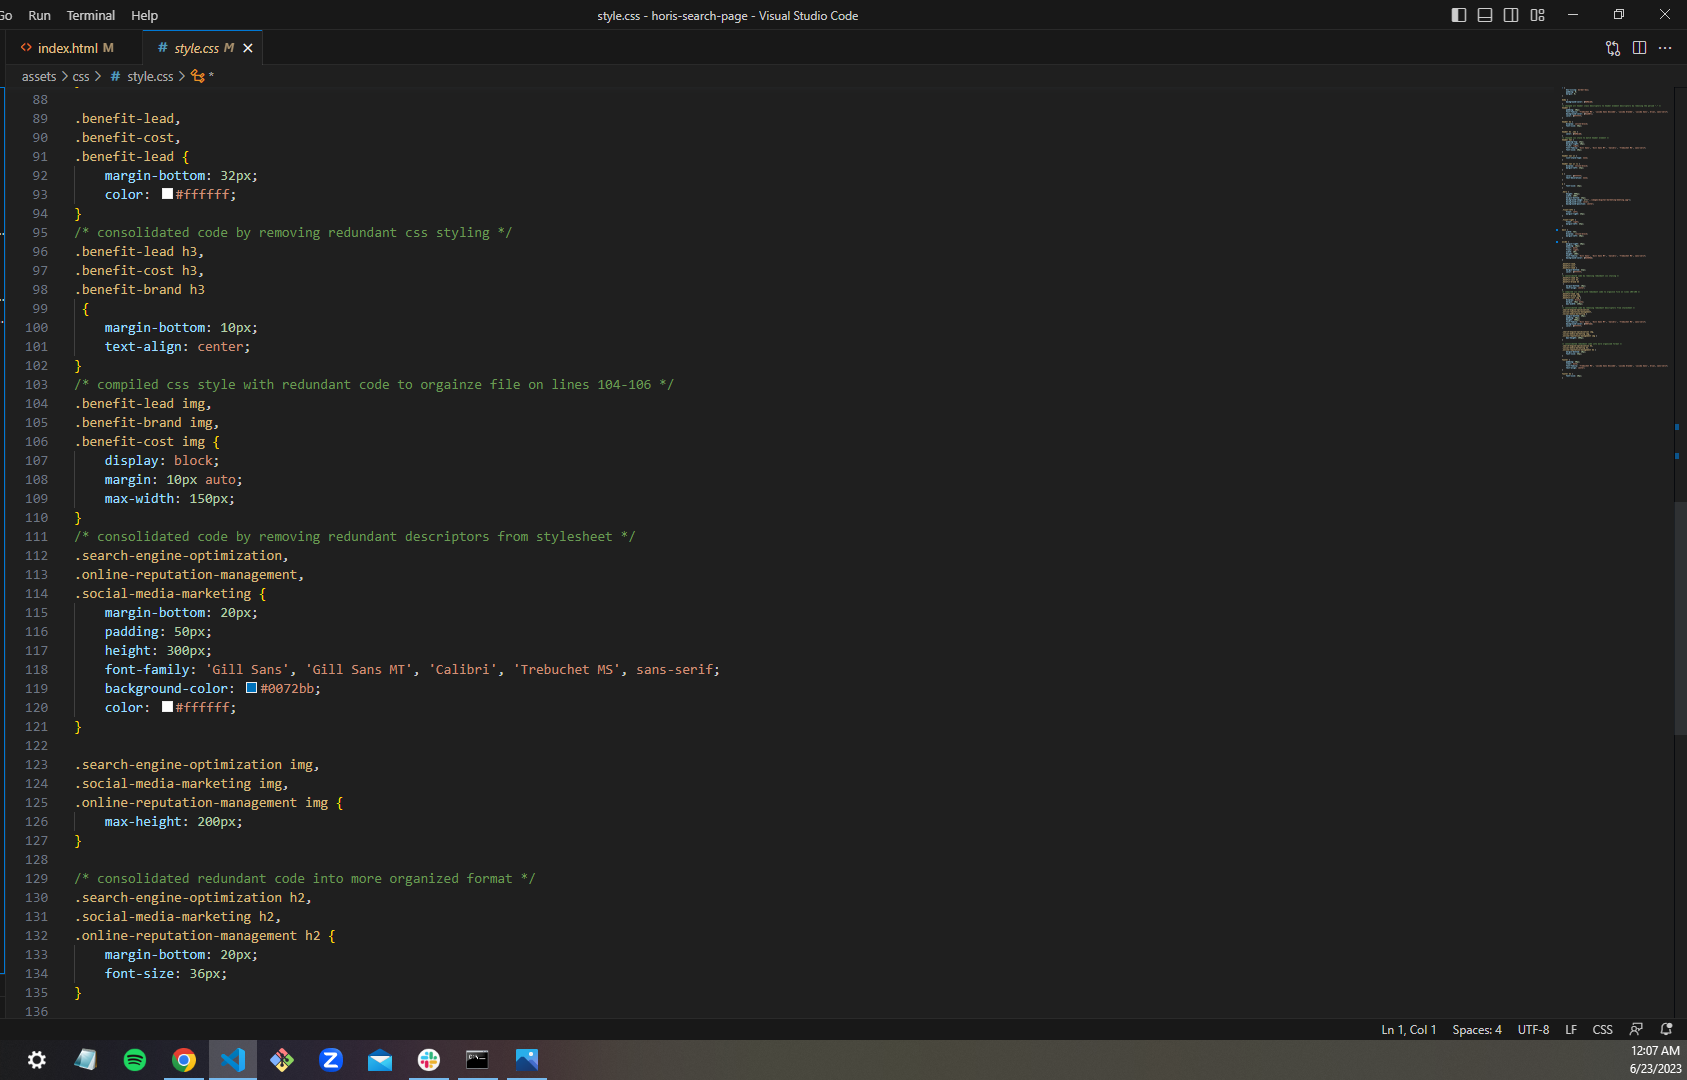 Go Run Terminal Help style.css - horis-search-page - Visual Studio Code
index.html M # style.css M
assets > css > # style.css > *
88
89 .benefit-lead,
90 .benefit-cost,
91 .benefit-lead {
92 margin-bottom: 32px;
93 color: #ffffff;
94 }
95 /* consolidated code by removing redundant css styling */
96 .benefit-lead h3,
97 .benefit-cost h3,
98 .benefit-brand h3
99 {
100 margin-bottom: 10px;
101 text-align: center;
102 }
103 /* compiled css style with redundant code to orgainze file on lines 104-106 */
104 .benefit-lead img,
105 .benefit-brand img,
106 .benefit-cost img {
107 display: block;
108 margin: 10px auto;
109 max-width: 150px;
110 }
111 /* consolidated code by removing redundant descriptors from stylesheet */
112 .search-engine-optimization,
113 .online-reputation-management,
114 .social-media-marketing {
115 margin-bottom: 20px;
116 padding: 50px;
117 height: 300px;
118 font-family: 'Gill Sans', 'Gill Sans MT', 'Calibri', 'Trebuchet MS', sans-serif;
119 background-color: #0072bb;
120 color: #ffffff;
121 }
122
123 .search-engine-optimization img,
124 .social-media-marketing img,
125 .online-reputation-management img {
126 max-height: 200px;
127 }
128
129 /* consolidated redundant code into more organized format */
130 .search-engine-optimization h2,
131 .social-media-marketing h2,
132 .online-reputation-management h2 {
133 margin-bottom: 20px;
134 font-size: 36px;
135 }
136
Ln 1, Col 1 Spaces: 4 UTF-8 LF CSS
12:07 AM
6/23/2023